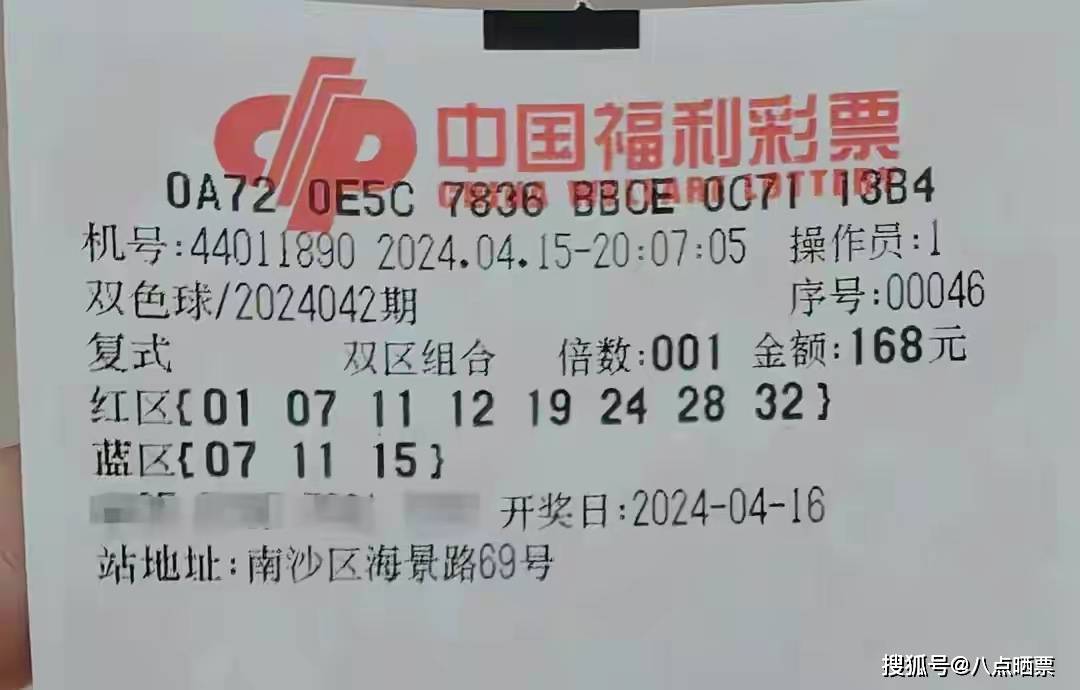 中国福利彩票
CHINA WELFARE LOTTERY
0A72 0E5C 7836 BBCE 0C71 13B4
机号:44011890 2024.04.15-20:07:05 操作员:1
双色球/2024042期 序号:00046
复式 双区组合 倍数:001 金额:168元
红区{01 07 11 12 19 24 28 32}
蓝区{07 11 15}
开奖日:2024-04-16
站地址:南沙区海景路69号
搜狐号@八点晒票